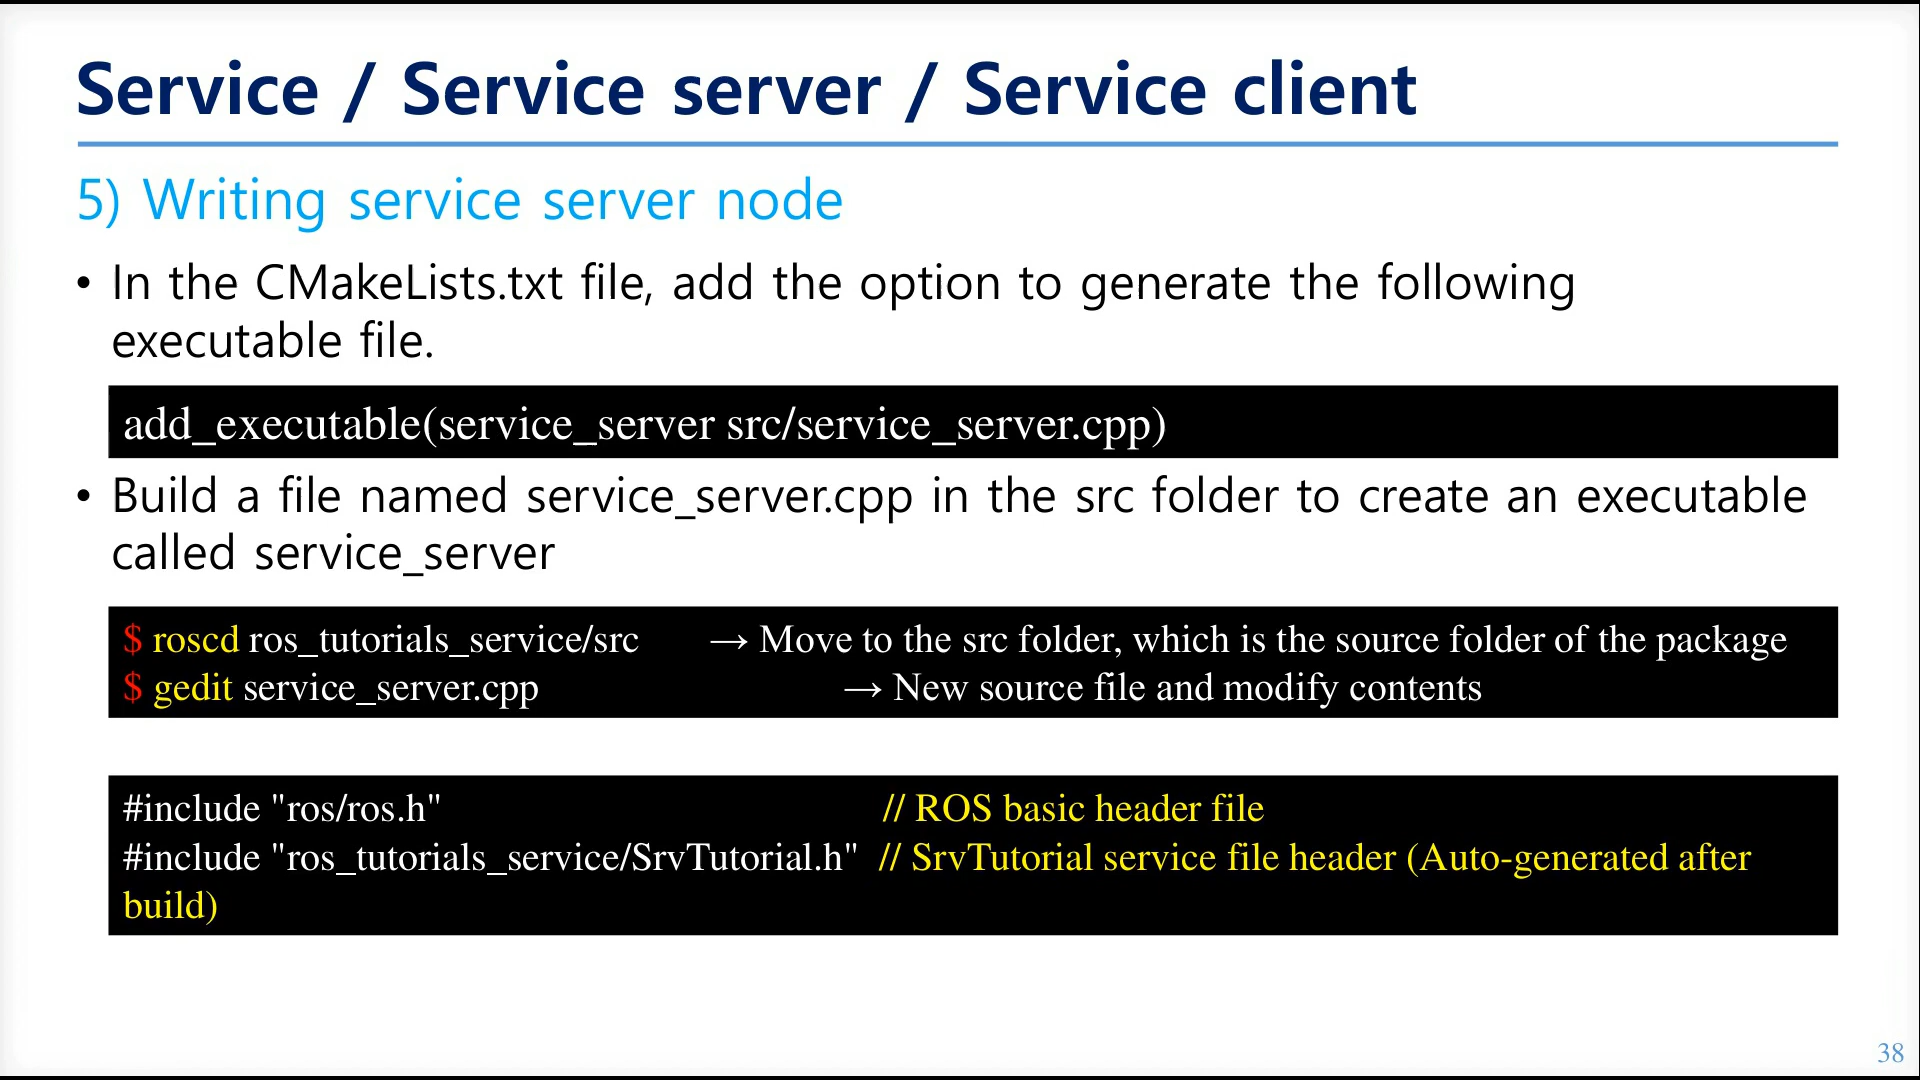 Service / Service server / Service client
5) Writing service server node
• In the CMakeLists.txt file, add the option to generate the following
executable file.
add_executable(service_server src/service_server.cpp)
• Build a file named service_server.cpp in the src folder to create an executable
called service_server
$ roscd ros_tutorials_service/src → Move to the src folder, which is the source folder of the package
$ gedit service_server.cpp → New source file and modify contents
#include "ros/ros.h" // ROS basic header file
#include "ros_tutorials_service/SrvTutorial.h" // SrvTutorial service file header (Auto-generated after
build)
38